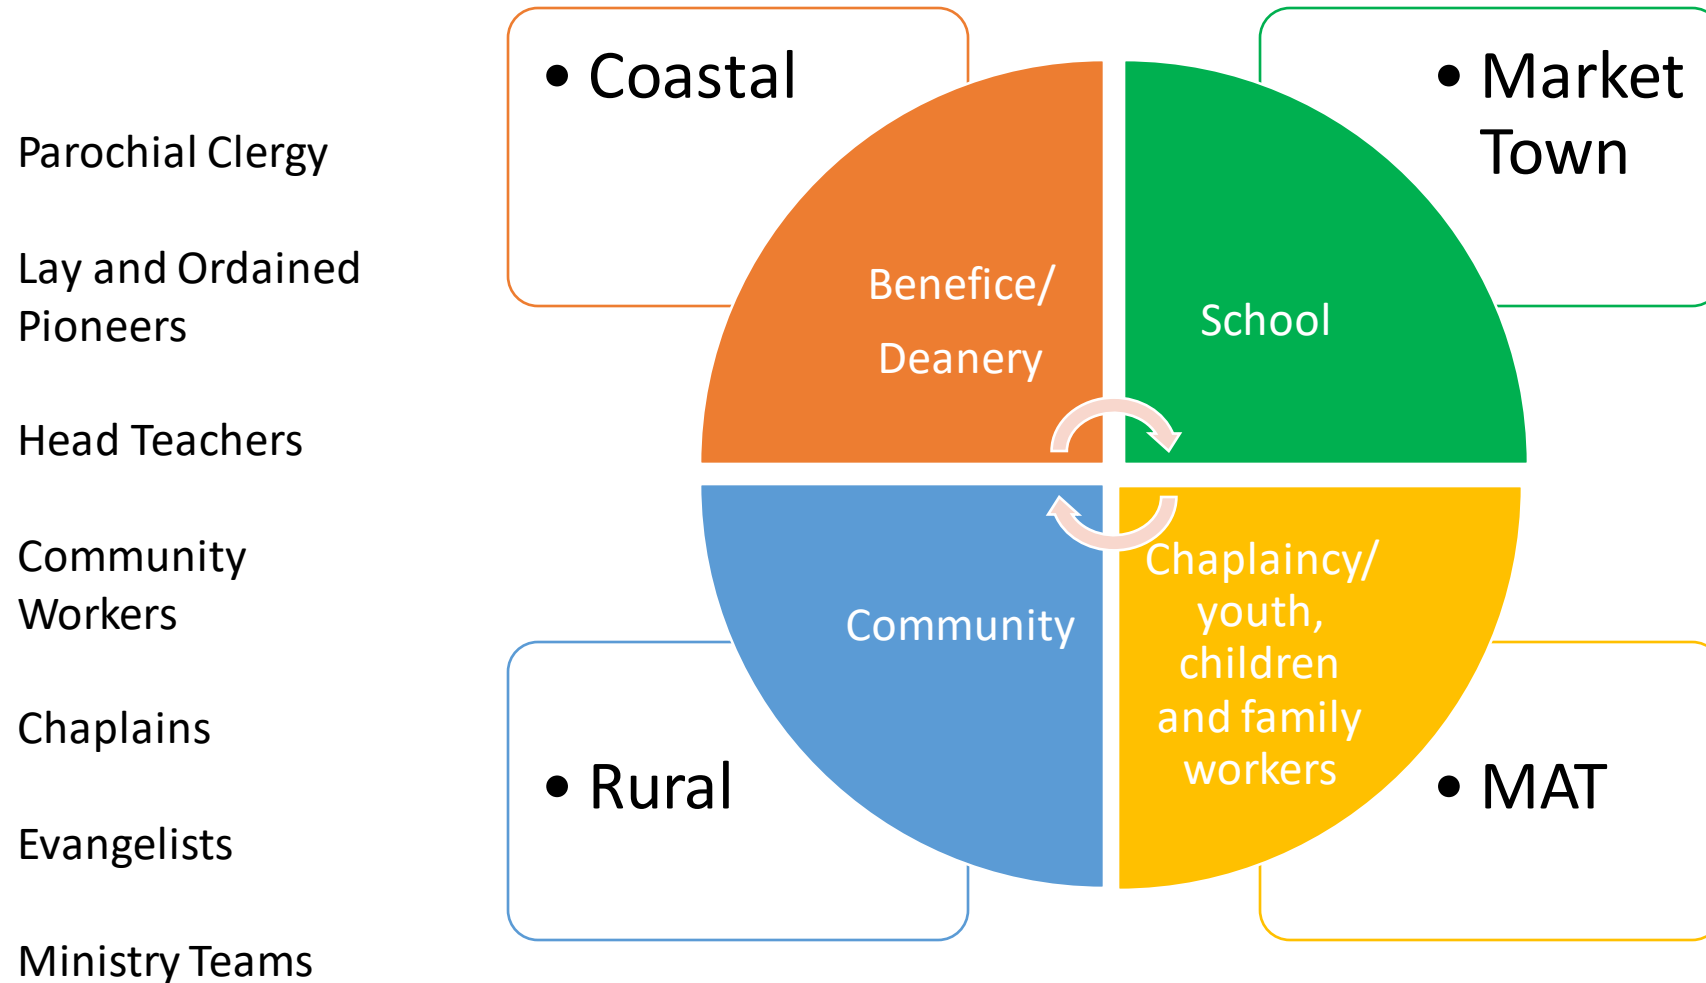 Parochial Clergy
Lay and Ordained
Pioneers
Head Teachers
Community
Workers
Chaplains
Evangelists
Ministry Teams
• Coastal
• Market
Town
Benefice/
Deanery
School
Community
Chaplaincy/
youth,
children
and family
workers
• Rural
• MAT